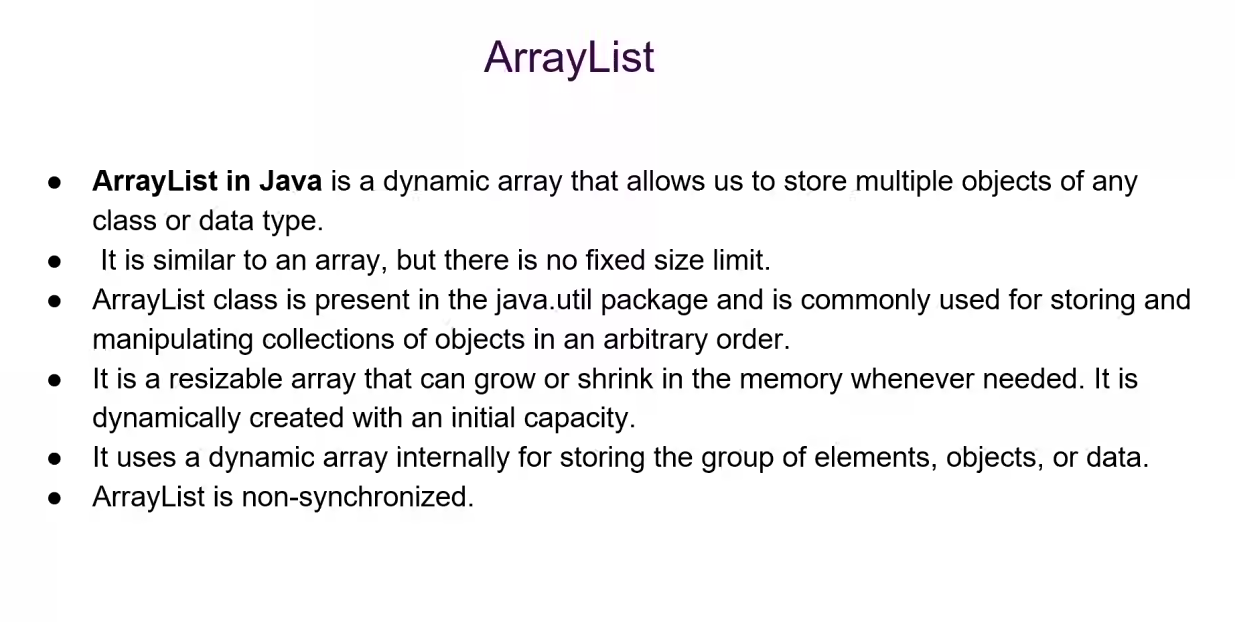 ArrayList
● ArrayList in Java is a dynamic array that allows us to store multiple objects of any
class or data type.
● It is similar to an array, but there is no fixed size limit.
● ArrayList class is present in the java.util package and is commonly used for storing and
manipulating collections of objects in an arbitrary order.
● It is a resizable array that can grow or shrink in the memory whenever needed. It is
dynamically created with an initial capacity.
● It uses a dynamic array internally for storing the group of elements, objects, or data.
● ArrayList is non-synchronized.